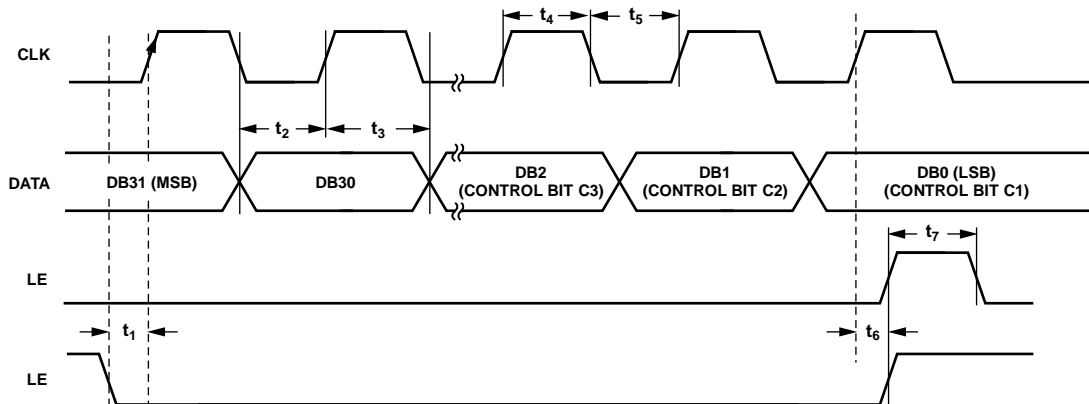 t4 t5
CLK
t2 t3
DATA
DB31 (MSB)
DB30
DB2
(CONTROL BIT C3)
DB1
(CONTROL BIT C2)
DB0 (LSB)
(CONTROL BIT C1)
t7
LE
t1
t6
LE